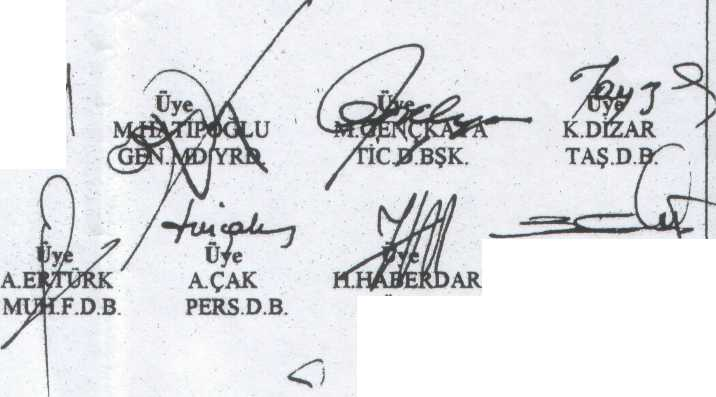 Üye Üye Üye
M.HATİPOĞLU M.GENÇKAYA K.DİZAR
GEN.MD.YRD. TİC.D.BŞK. TAŞ.D.B.
Üye Üye Üye
A.ERTÜRK A.ÇAK H.HABERDAR
MUH.F.D.B. PERS.D.B.